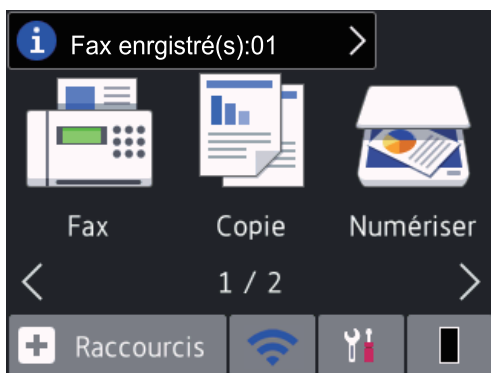 Fax enrgistré(s):01
Fax Copie Numériser
1 / 2
Raccourcis